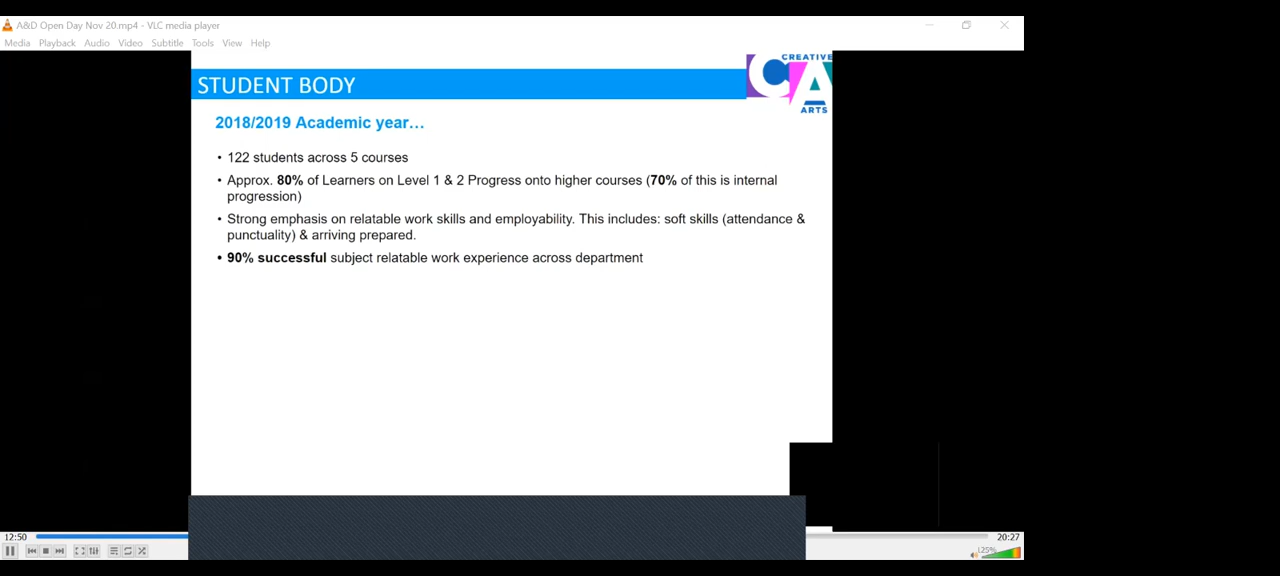 A&D Open Day Nov 20.mp4 - VLC media player
Media Playback Audio Video Subtitle Tools View Help
CREATIVE
CA
ARTS
STUDENT BODY
2018/2019 Academic year…
• 122 students across 5 courses
• Approx. 80% of Learners on Level 1 & 2 Progress onto higher courses (70% of this is internal
progression)
• Strong emphasis on relatable work skills and employability. This includes: soft skills (attendance &
punctuality) & arriving prepared.
• 90% successful subject relatable work experience across department
12:50
20:27
125%